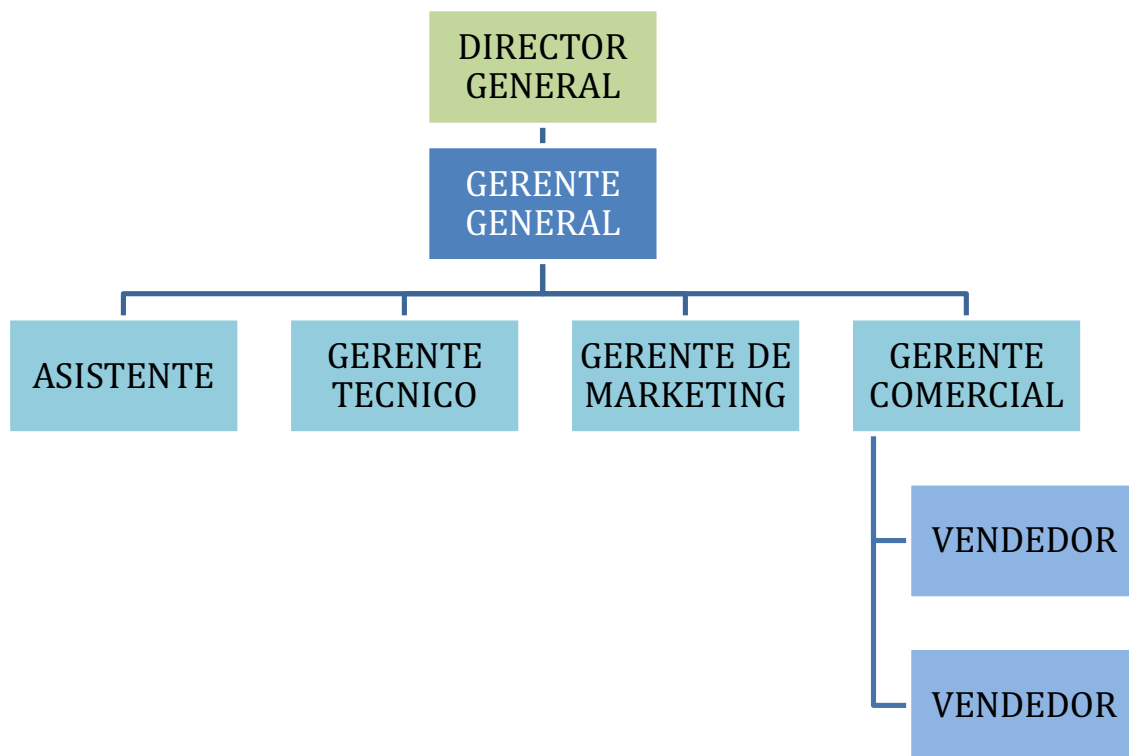 DIRECTOR
GENERAL
GERENTE
GENERAL
ASISTENTE
GERENTE
TECNICO
GERENTE DE
MARKETING
GERENTE
COMERCIAL
VENDEDOR
VENDEDOR